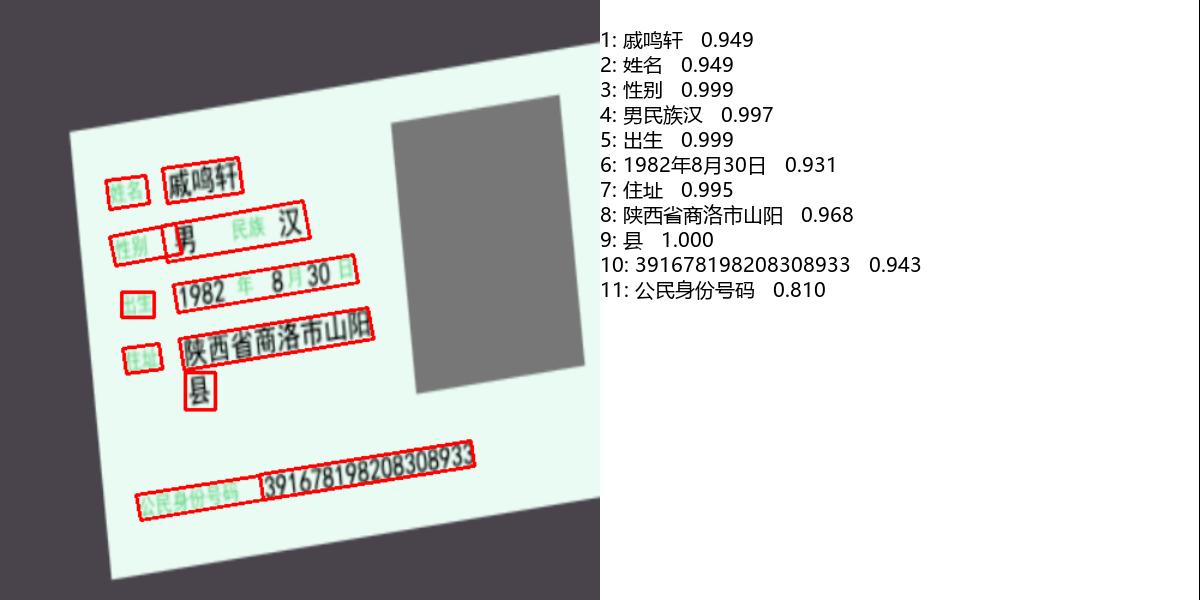 姓名 戚鸣轩
性别 男 民族 汉
出生 1982 年 8 月 30 日
住址 陕西省商洛市山阳
县
公民身份号码 391678198208308933
1: 戚鸣轩 0.949
2: 姓名 0.949
3: 性别 0.999
4: 男民族汉 0.997
5: 出生 0.999
6: 1982年8月30日 0.931
7: 住址 0.995
8: 陕西省商洛市山阳 0.968
9: 县 1.000
10: 391678198208308933 0.943
11: 公民身份号码 0.810